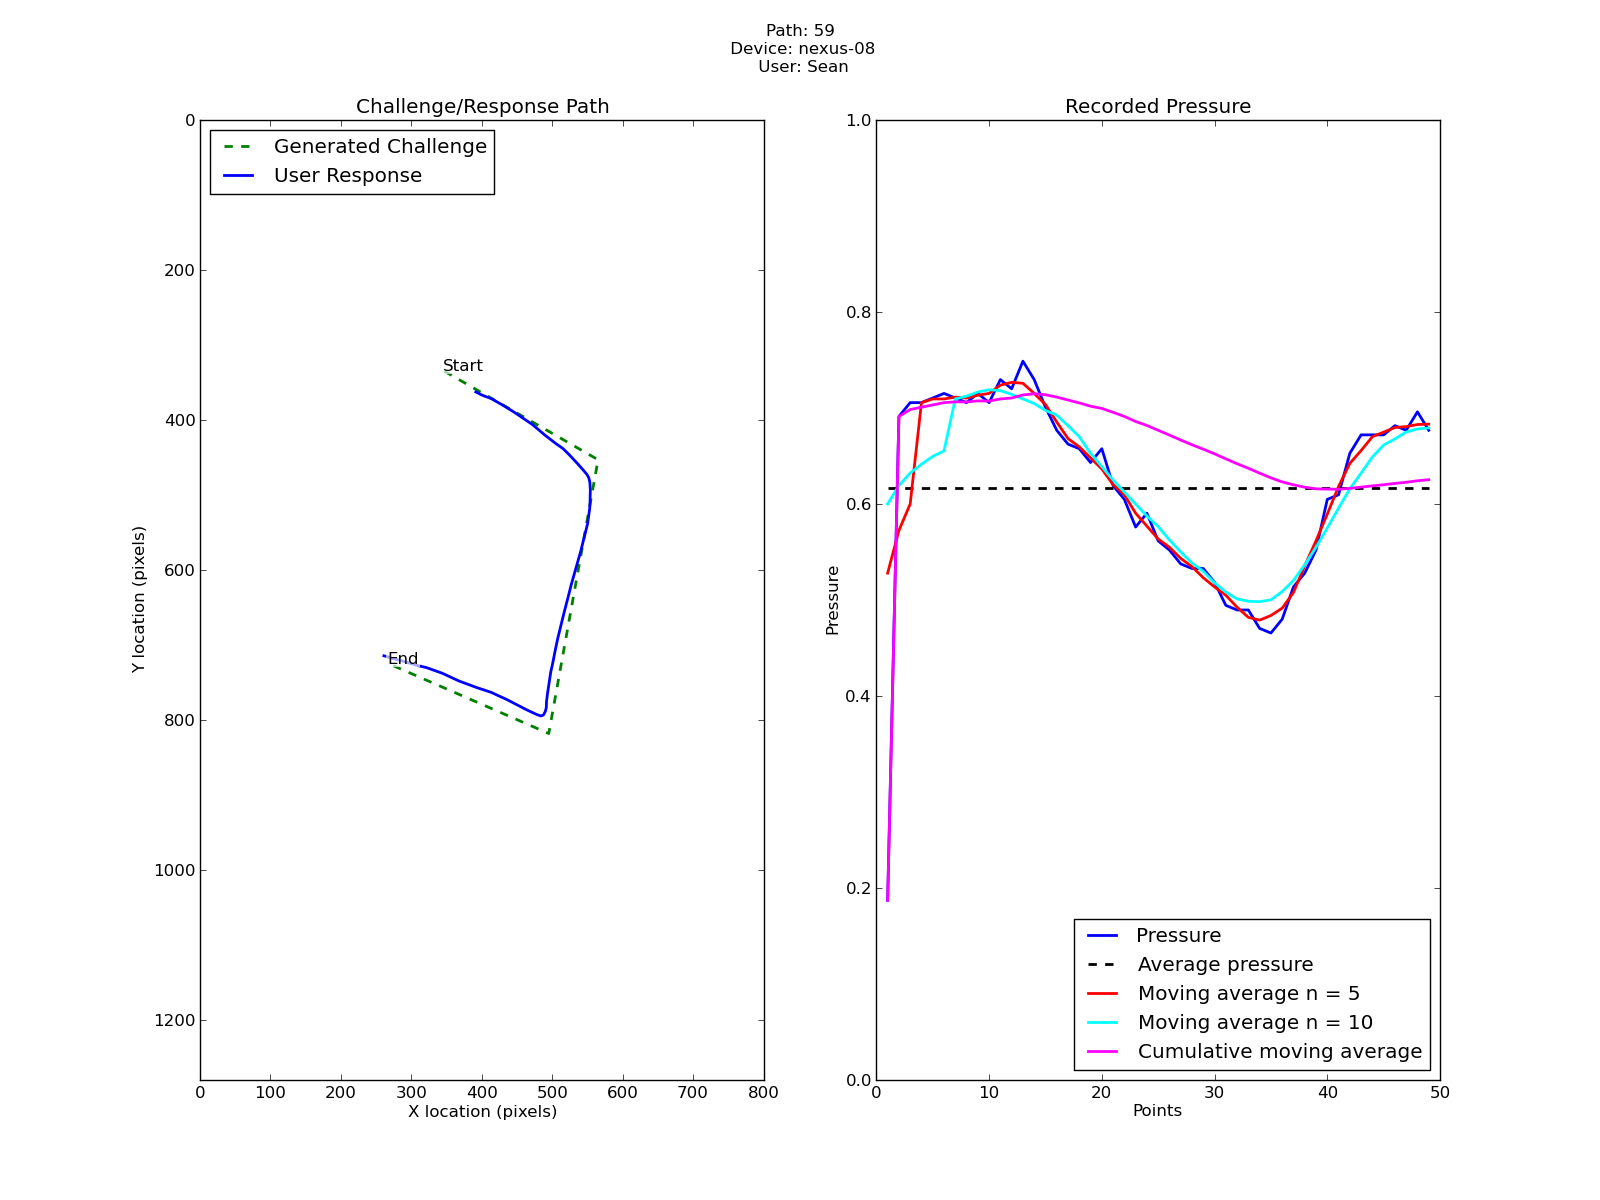 Path: 59
Device: nexus-08
User: Sean
Challenge/Response Path
Generated Challenge
User Response
Start
End
0
200
400
600
800
1000
1200
Y location (pixels)
0 100 200 300 400 500 600 700 800
X location (pixels)
Recorded Pressure
1.0
0.8
0.6
0.4
0.2
0.0
Pressure
Pressure
Average pressure
Moving average n = 5
Moving average n = 10
Cumulative moving average
0 10 20 30 40 50
Points